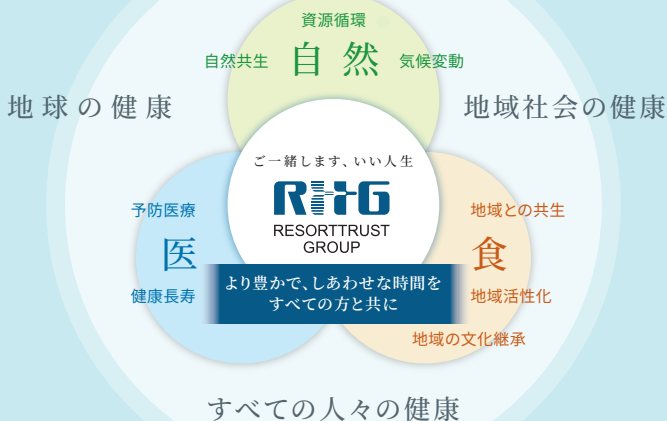 資源循環
自然共生
自然
気候変動
地球の健康
地域社会の健康
ご一緒します、いい人生
RTTG
RESORTTRUST
GROUP
予防医療
医
健康長寿
地域との共生
食
地域活性化
地域の文化継承
より豊かで、しあわせな時間を
すべての方と共に
すべての人々の健康